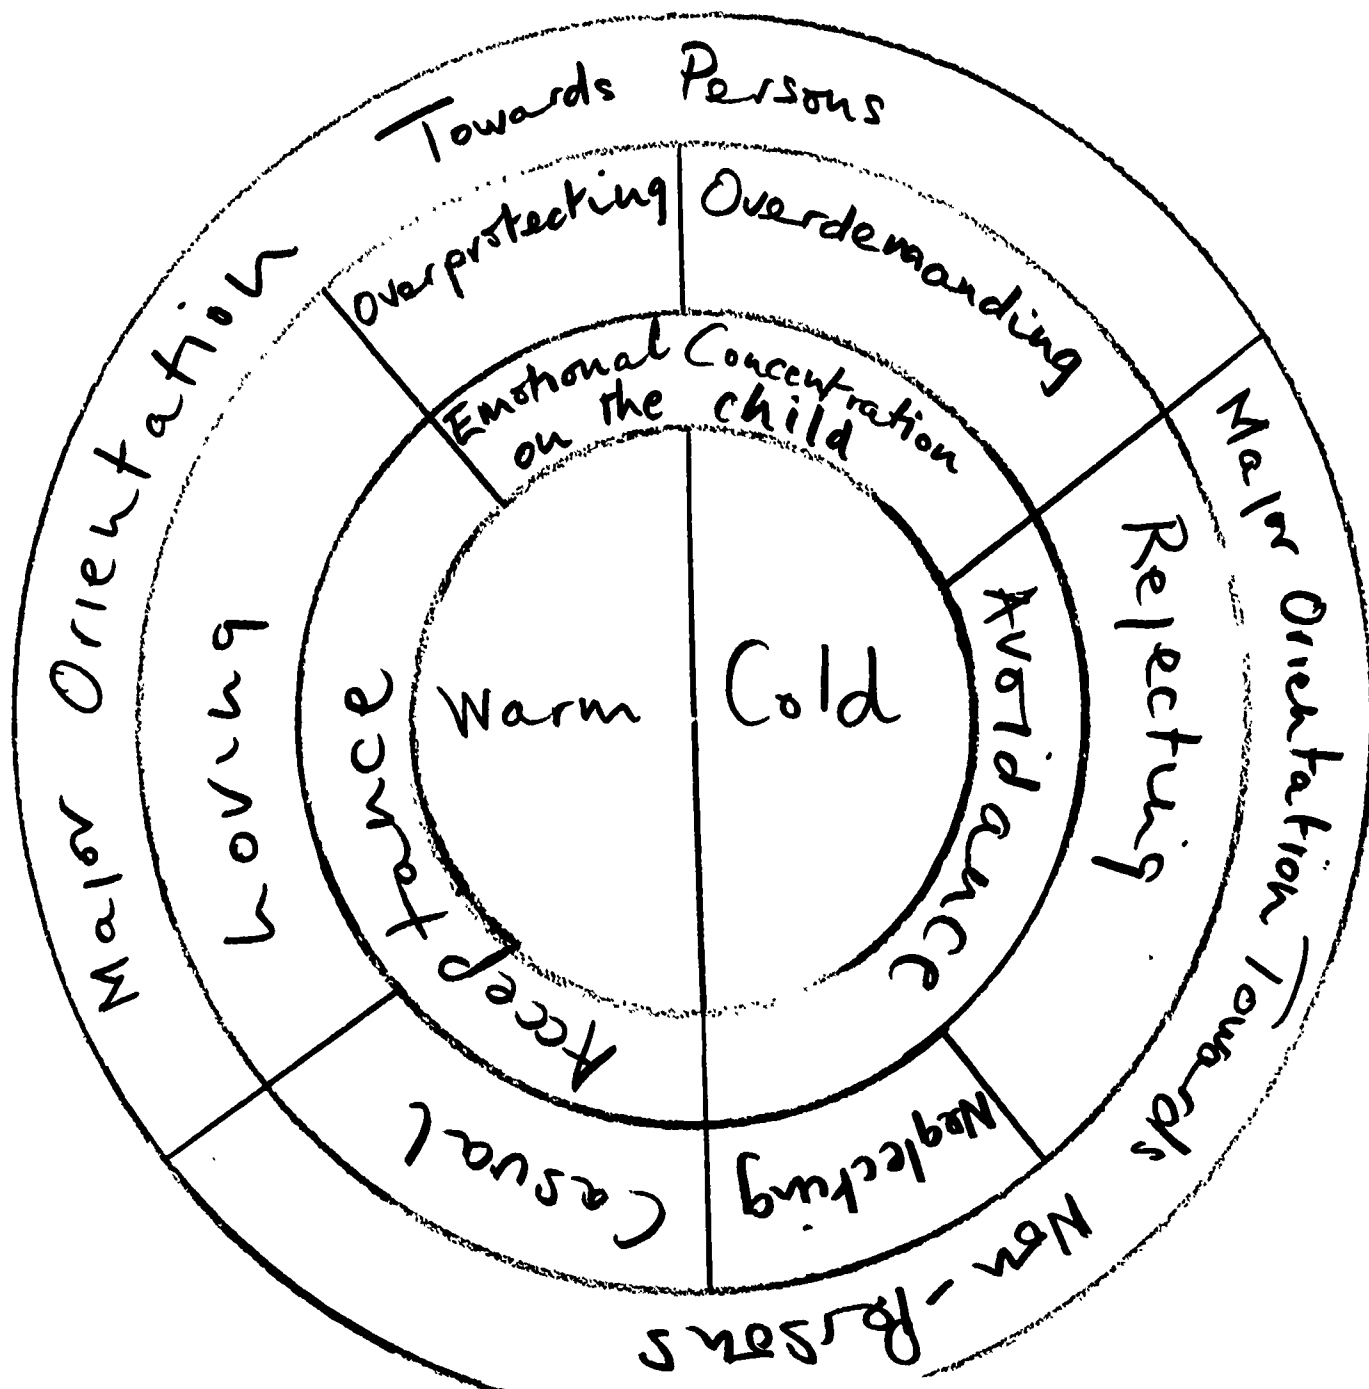 Major Orientation Towards Persons
Major Orientation Towards Non-Persons
Overprotecting
Overdemanding
Rejecting
Neglecting
Casual
Loving
Emotional Concentration
on the child
Avoidance
Acceptance
Warm
Cold